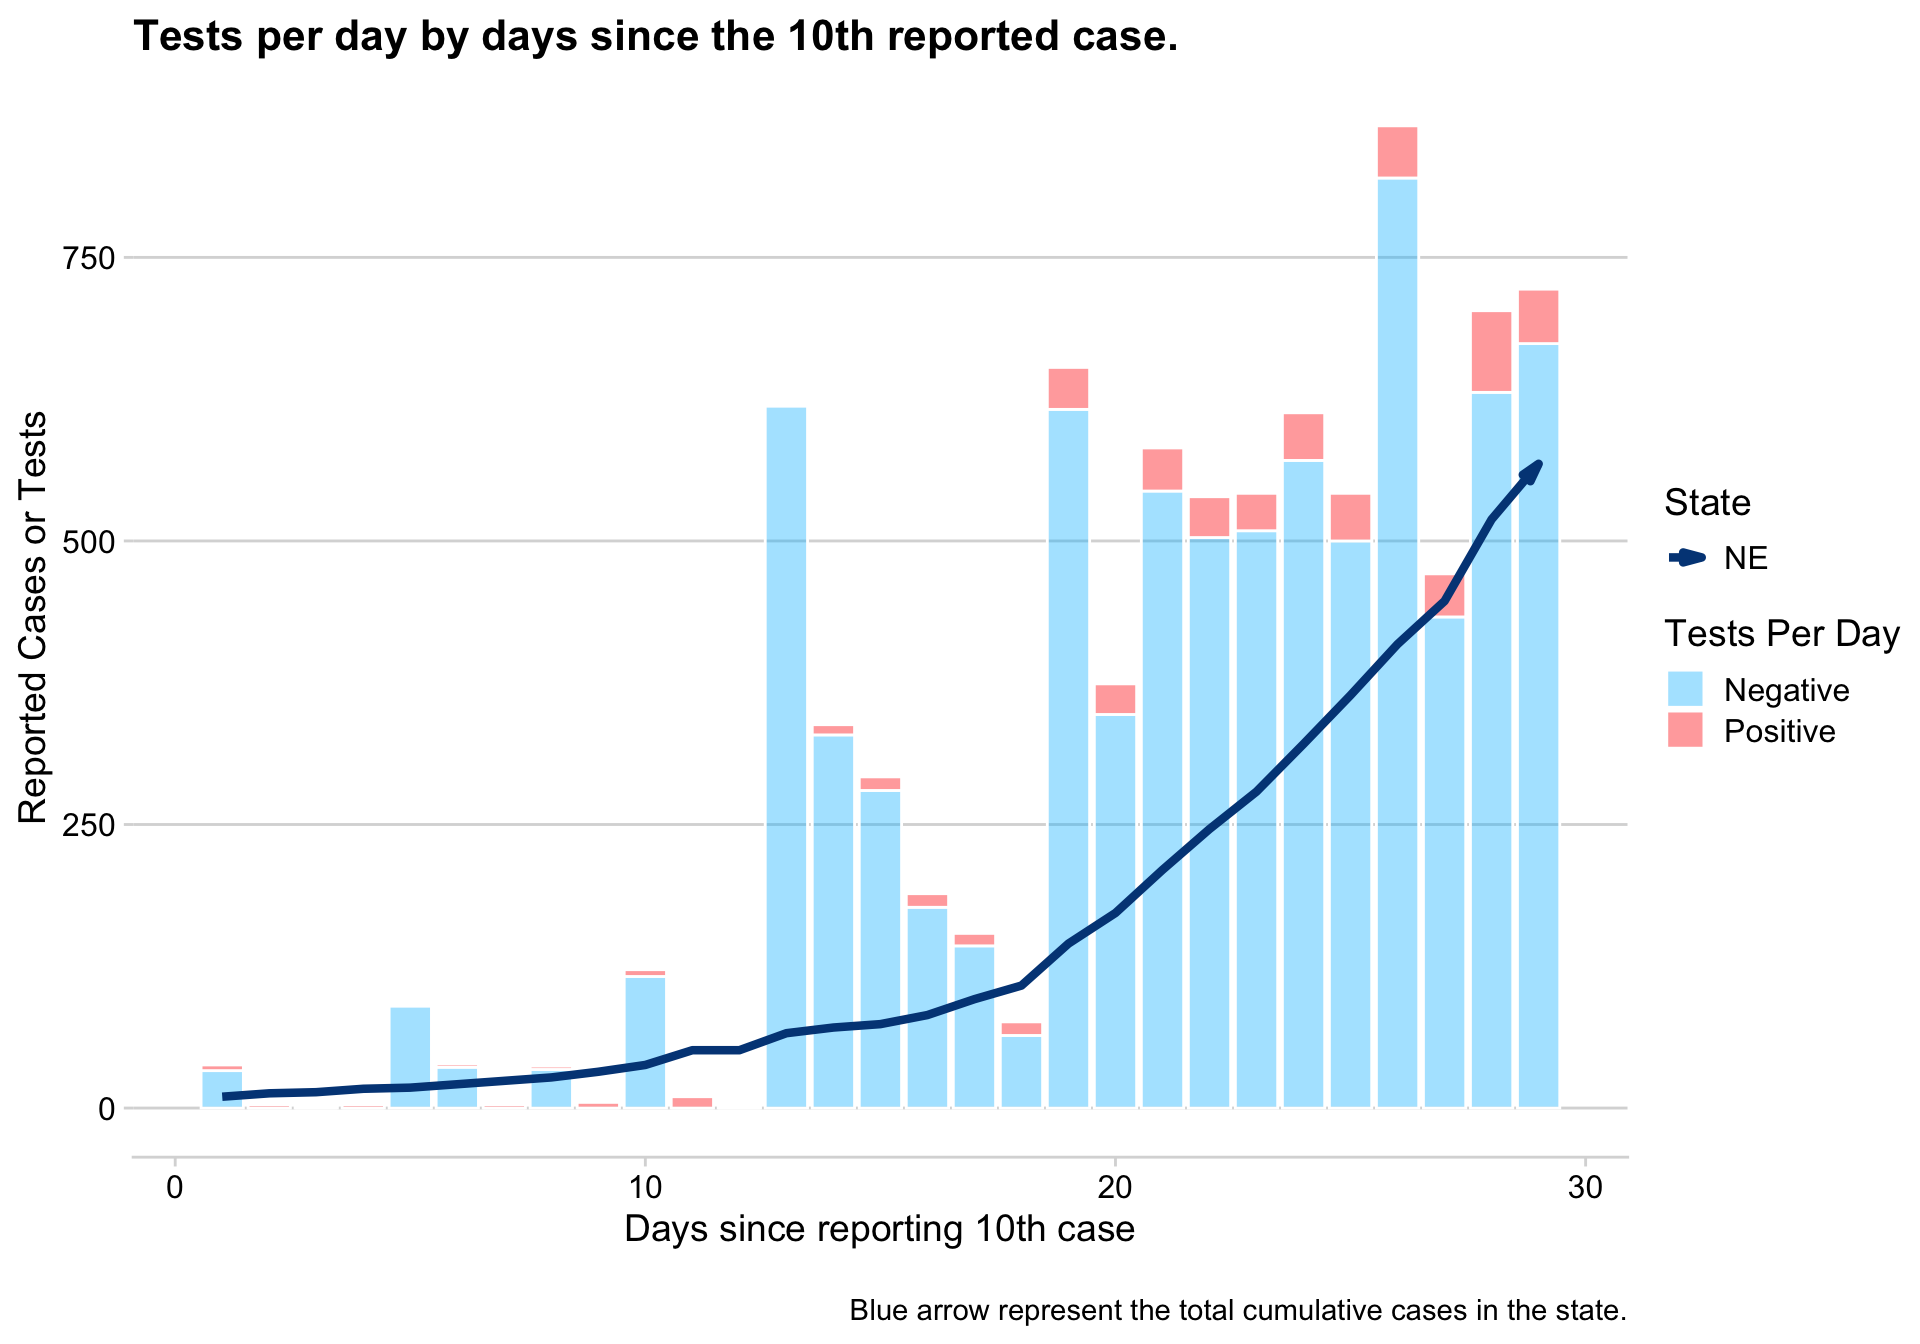 Tests per day by days since the 10th reported case.
Reported Cases or Tests
750
500
250
0
0
10
20
30
Days since reporting 10th case
State
NE
Tests Per Day
Negative
Positive
Blue arrow represent the total cumulative cases in the state.